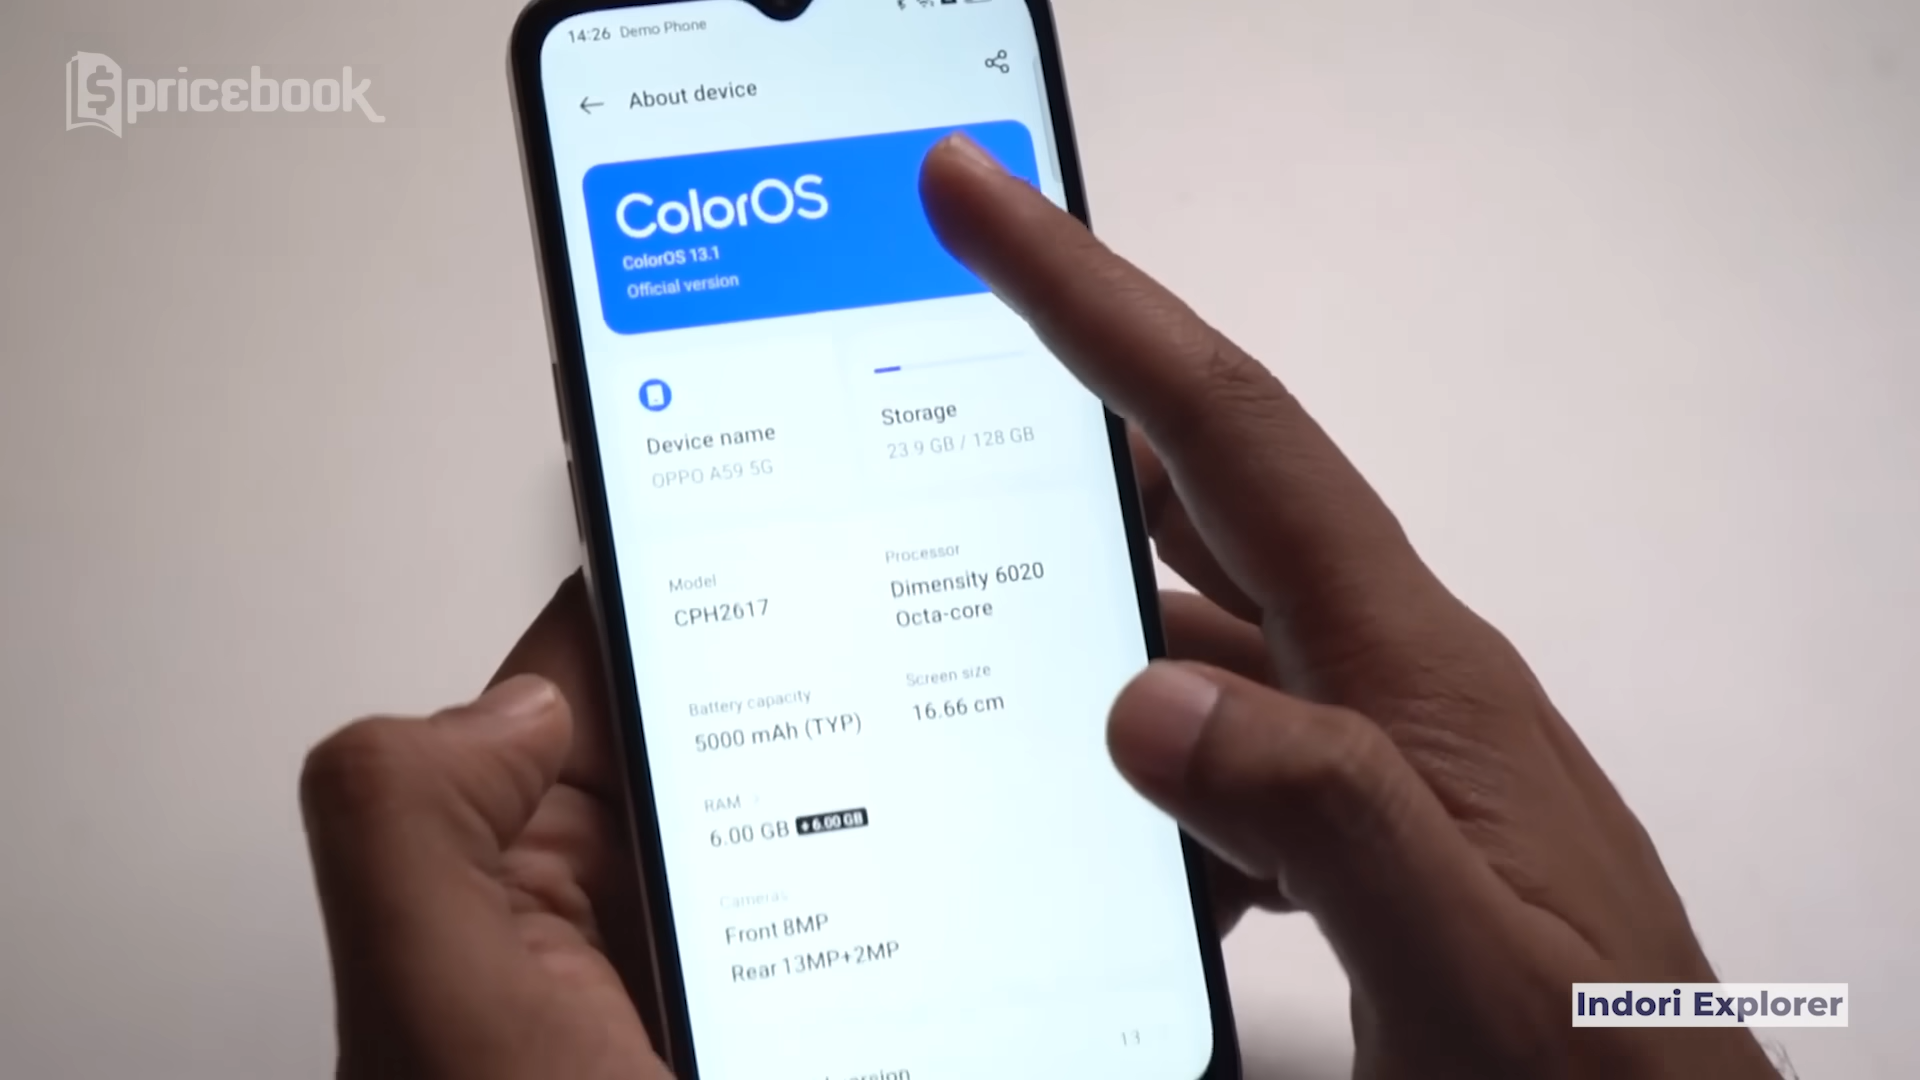 14:26 Demo Phone
pricebook
About device
ColorOS
ColorOS 13.1
Official version
Device name
OPPO A59 5G
Storage
23.9 GB / 128 GB
Model
CPH2617
Processor
Dimensity 6020
Octa-core
Battery capacity
5000 mAh (TYP)
Screen size
16.66 cm
RAM
6.00 GB + 6.00 GB
Cameras
Front 8MP
Rear 13MP+2MP
13
Indori Explorer